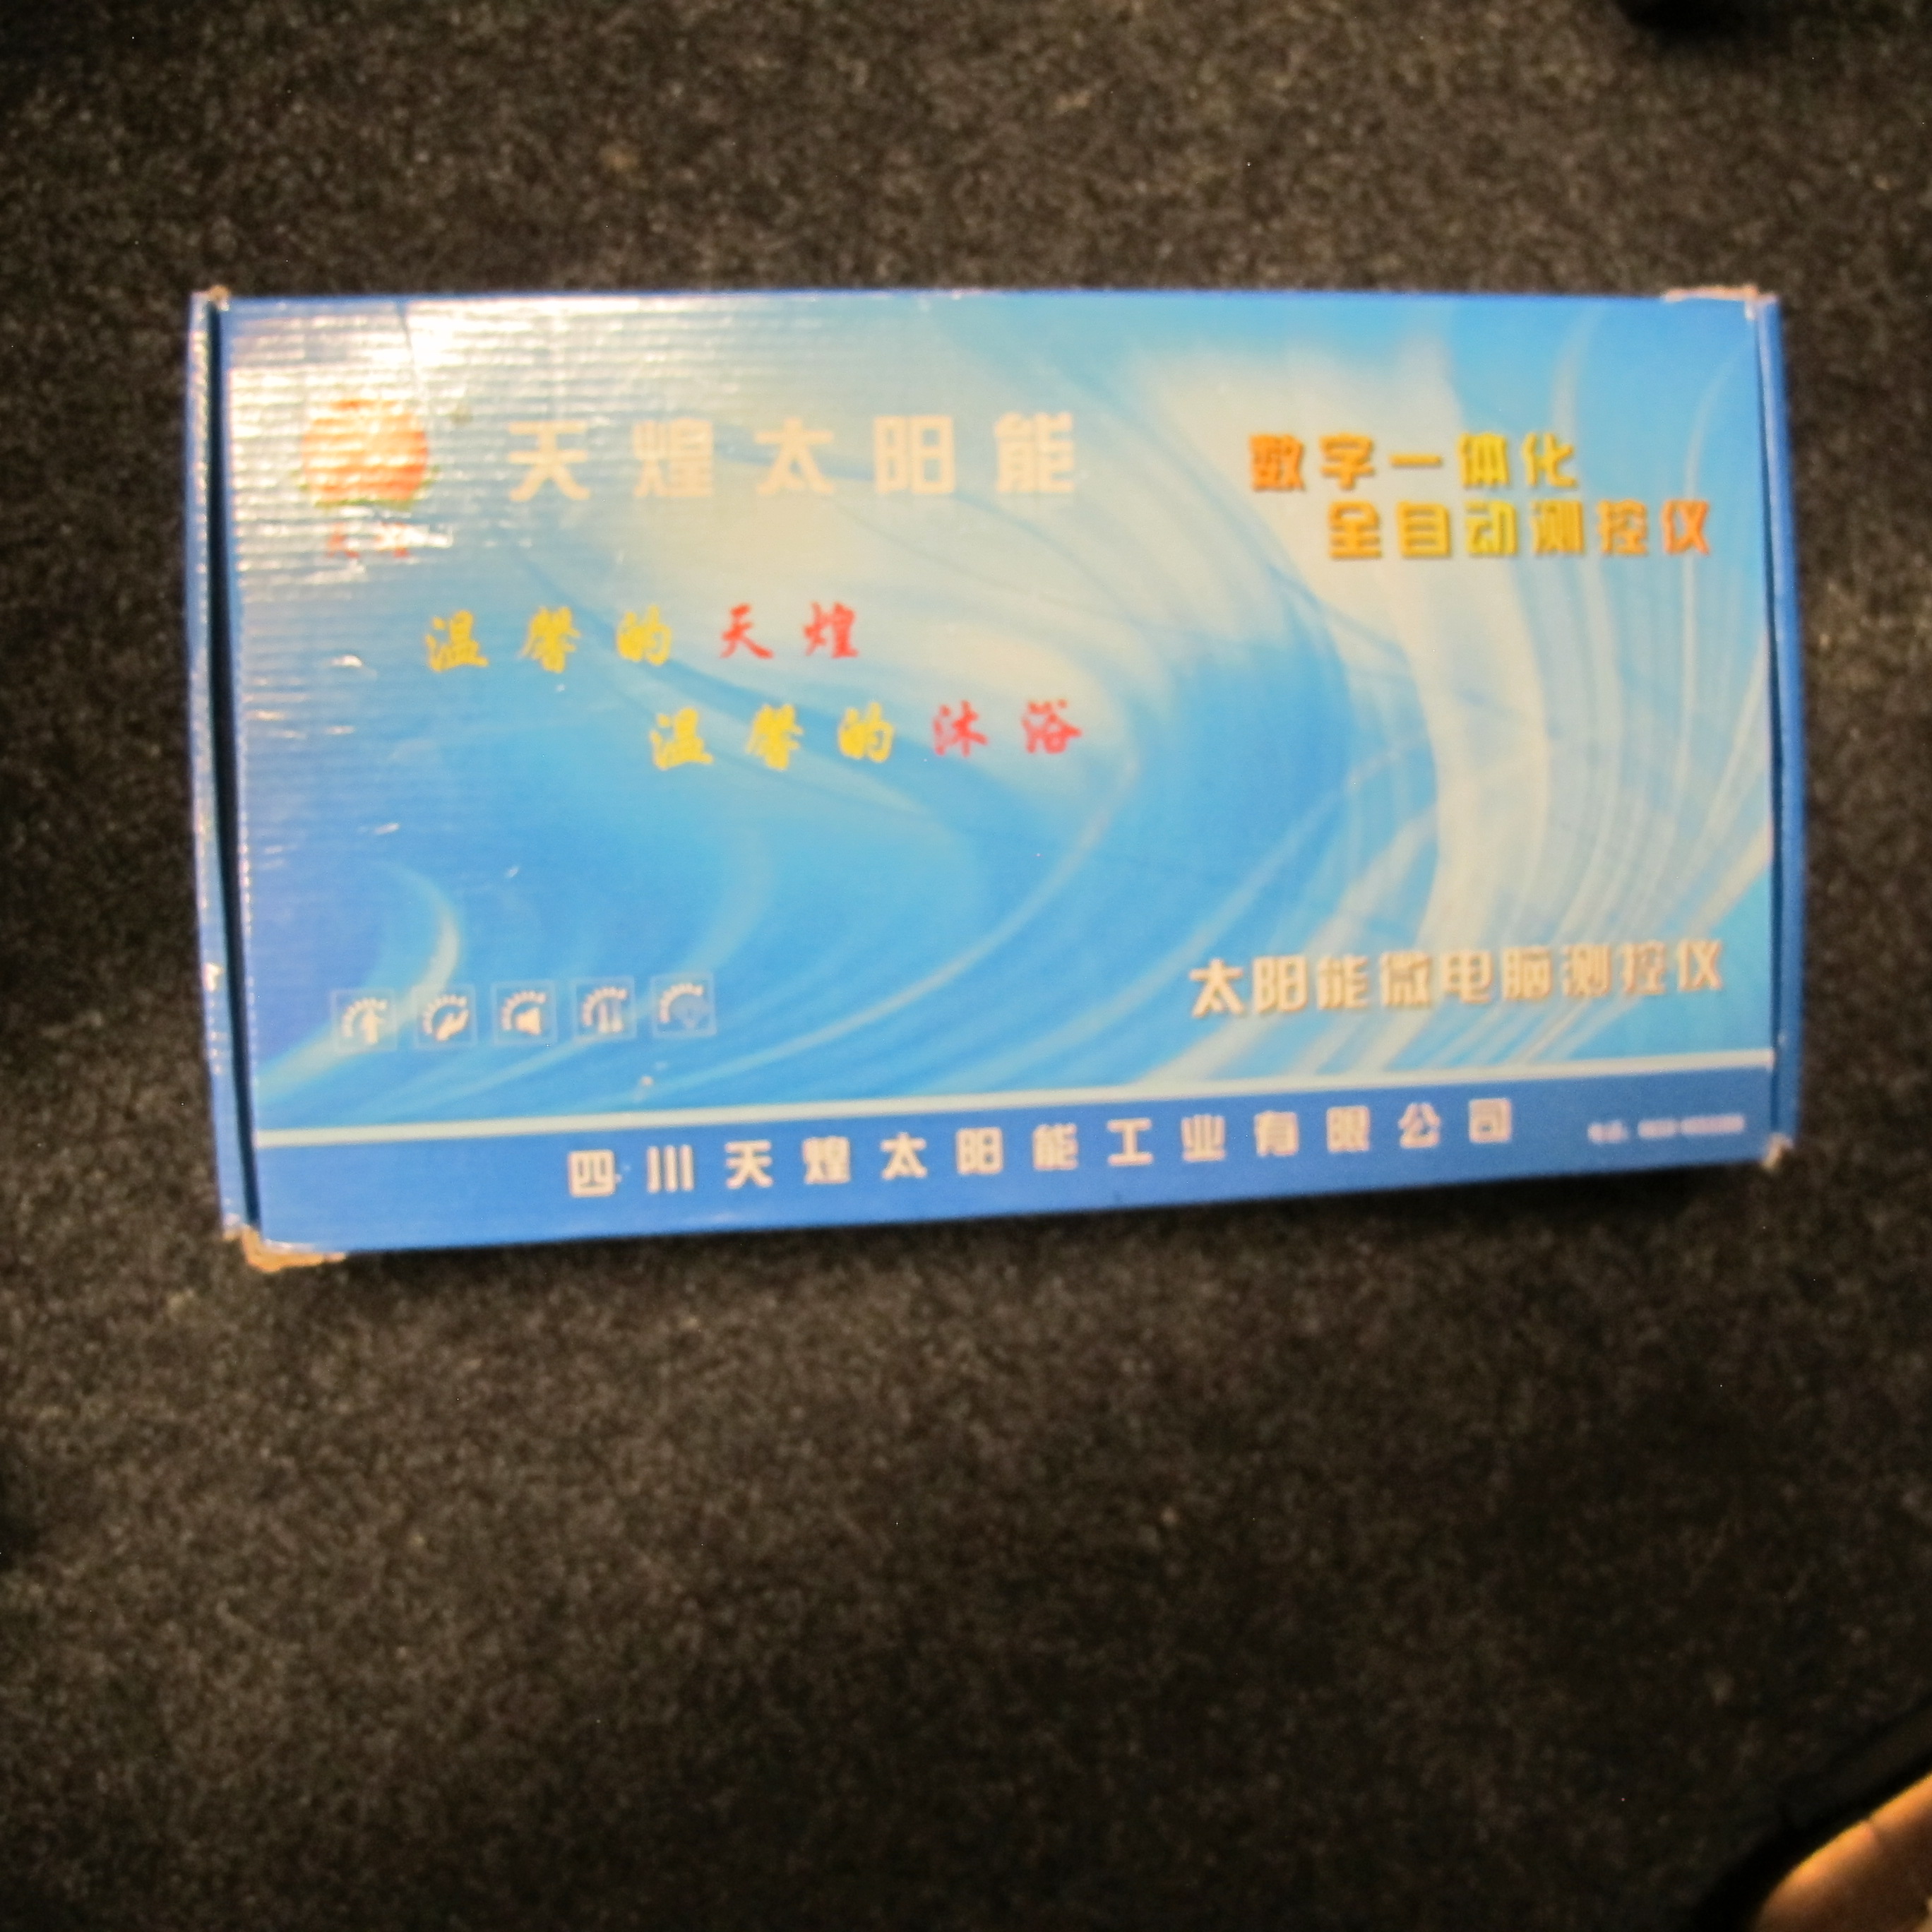 天煌太阳能
数字一体化
全自动测控仪
温馨的天煌
温馨的沐浴
太阳能微电脑测控仪
四川天煌太阳能工业有限公司